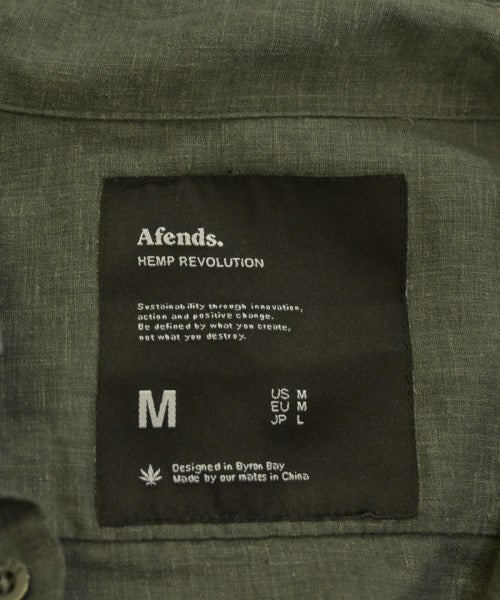 Afends.
HEMP REVOLUTION
Sustainability through innovation,
action and positive change.
Be defined by what you create,
not what you destroy.
M
US M
EU M
JP L
Designed in Byron Bay
Made by our mates in China